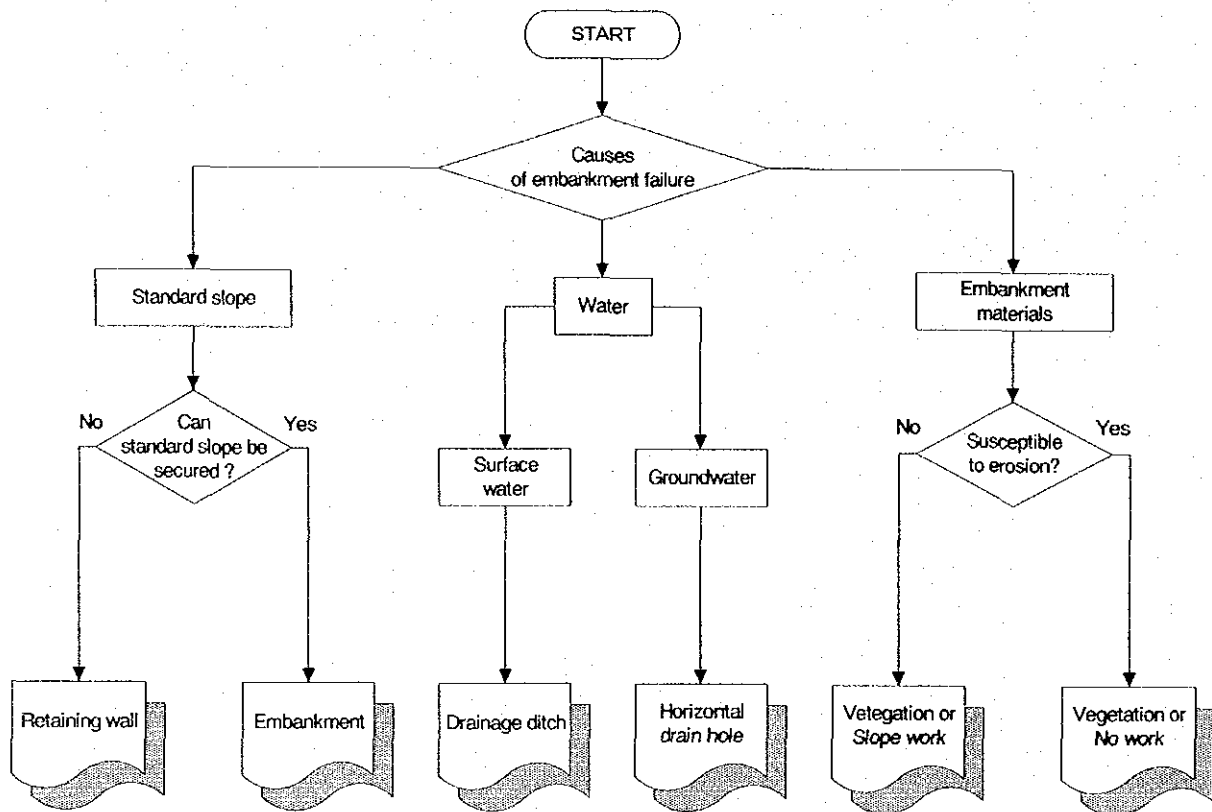 START
Causes
of embankment failure
Standard slope
Water
Embankment
materials
No
Can
standard slope be
secured ?
Yes
Surface
water
Groundwater
No
Susceptible
to erosion?
Yes
Retaining wall
Embankment
Drainage ditch
Horizontal
drain hole
Vetegation or
Slope work
Vegetation or
No work